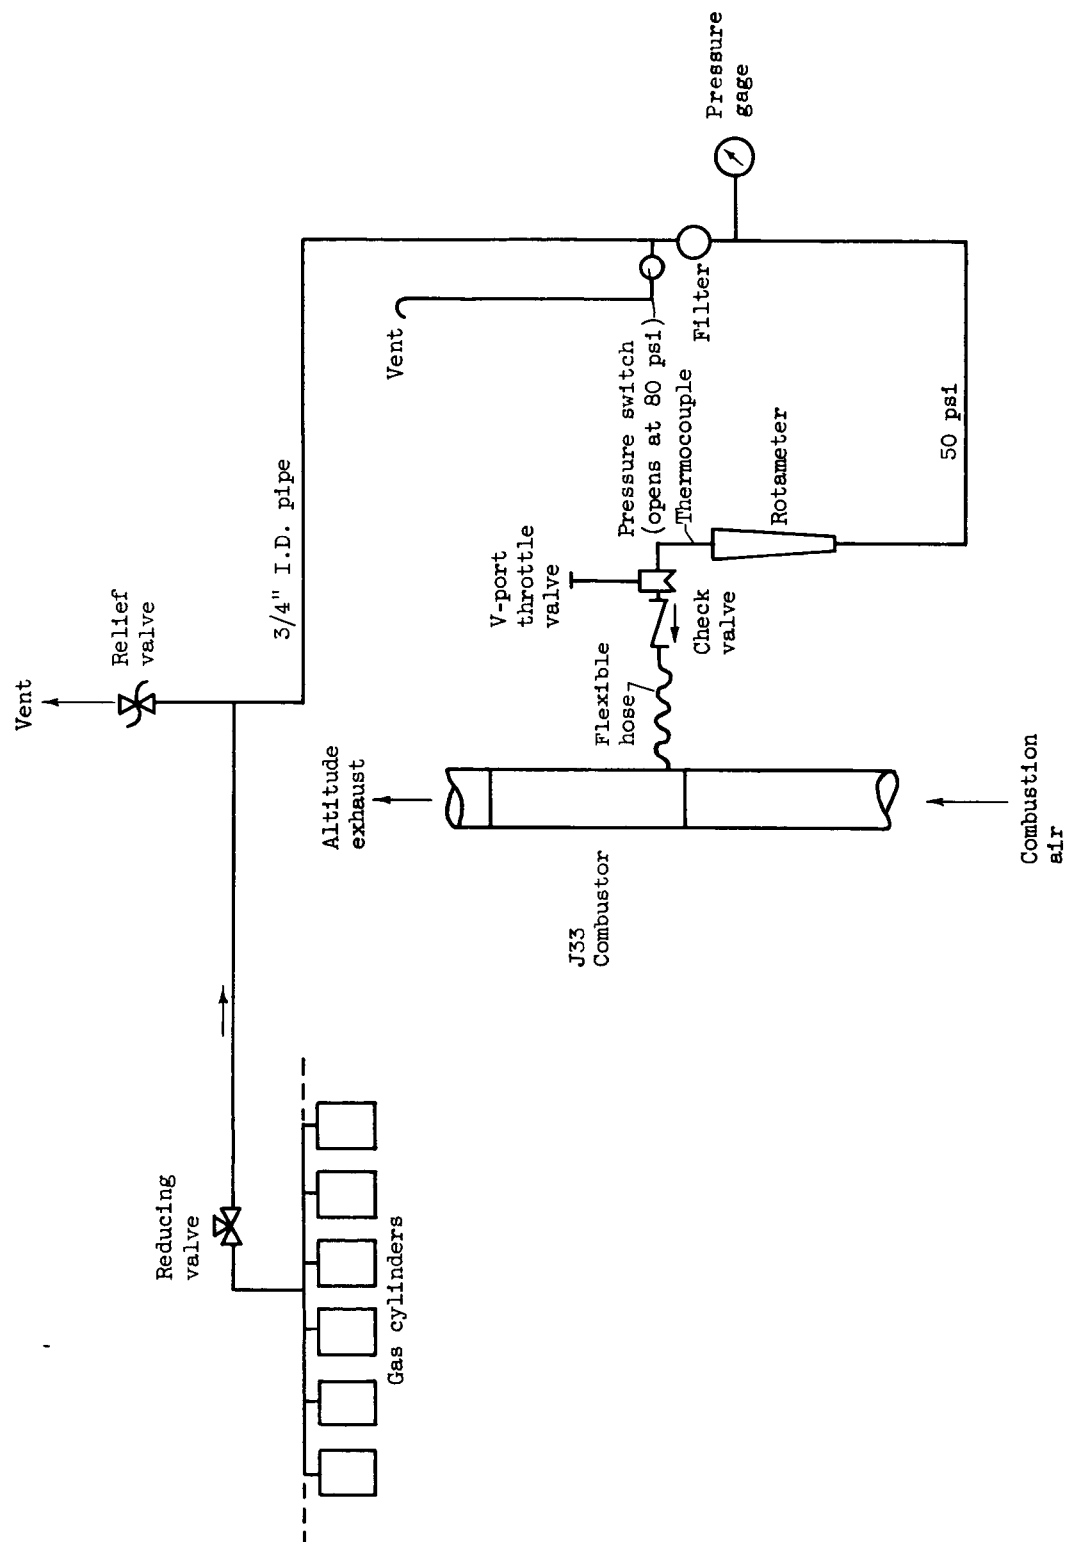 Reducing
valve
Gas cylinders
Vent
Relief
valve
3/4" I.D. pipe
Altitude
exhaust
J33
Combustor
Combustion
air
Flexible
hose
V-port
throttle
valve
Check
valve
Vent
Pressure switch
(opens at 80 psi)
Thermocouple
Filter
Rotameter
50 psi
Pressure
gage